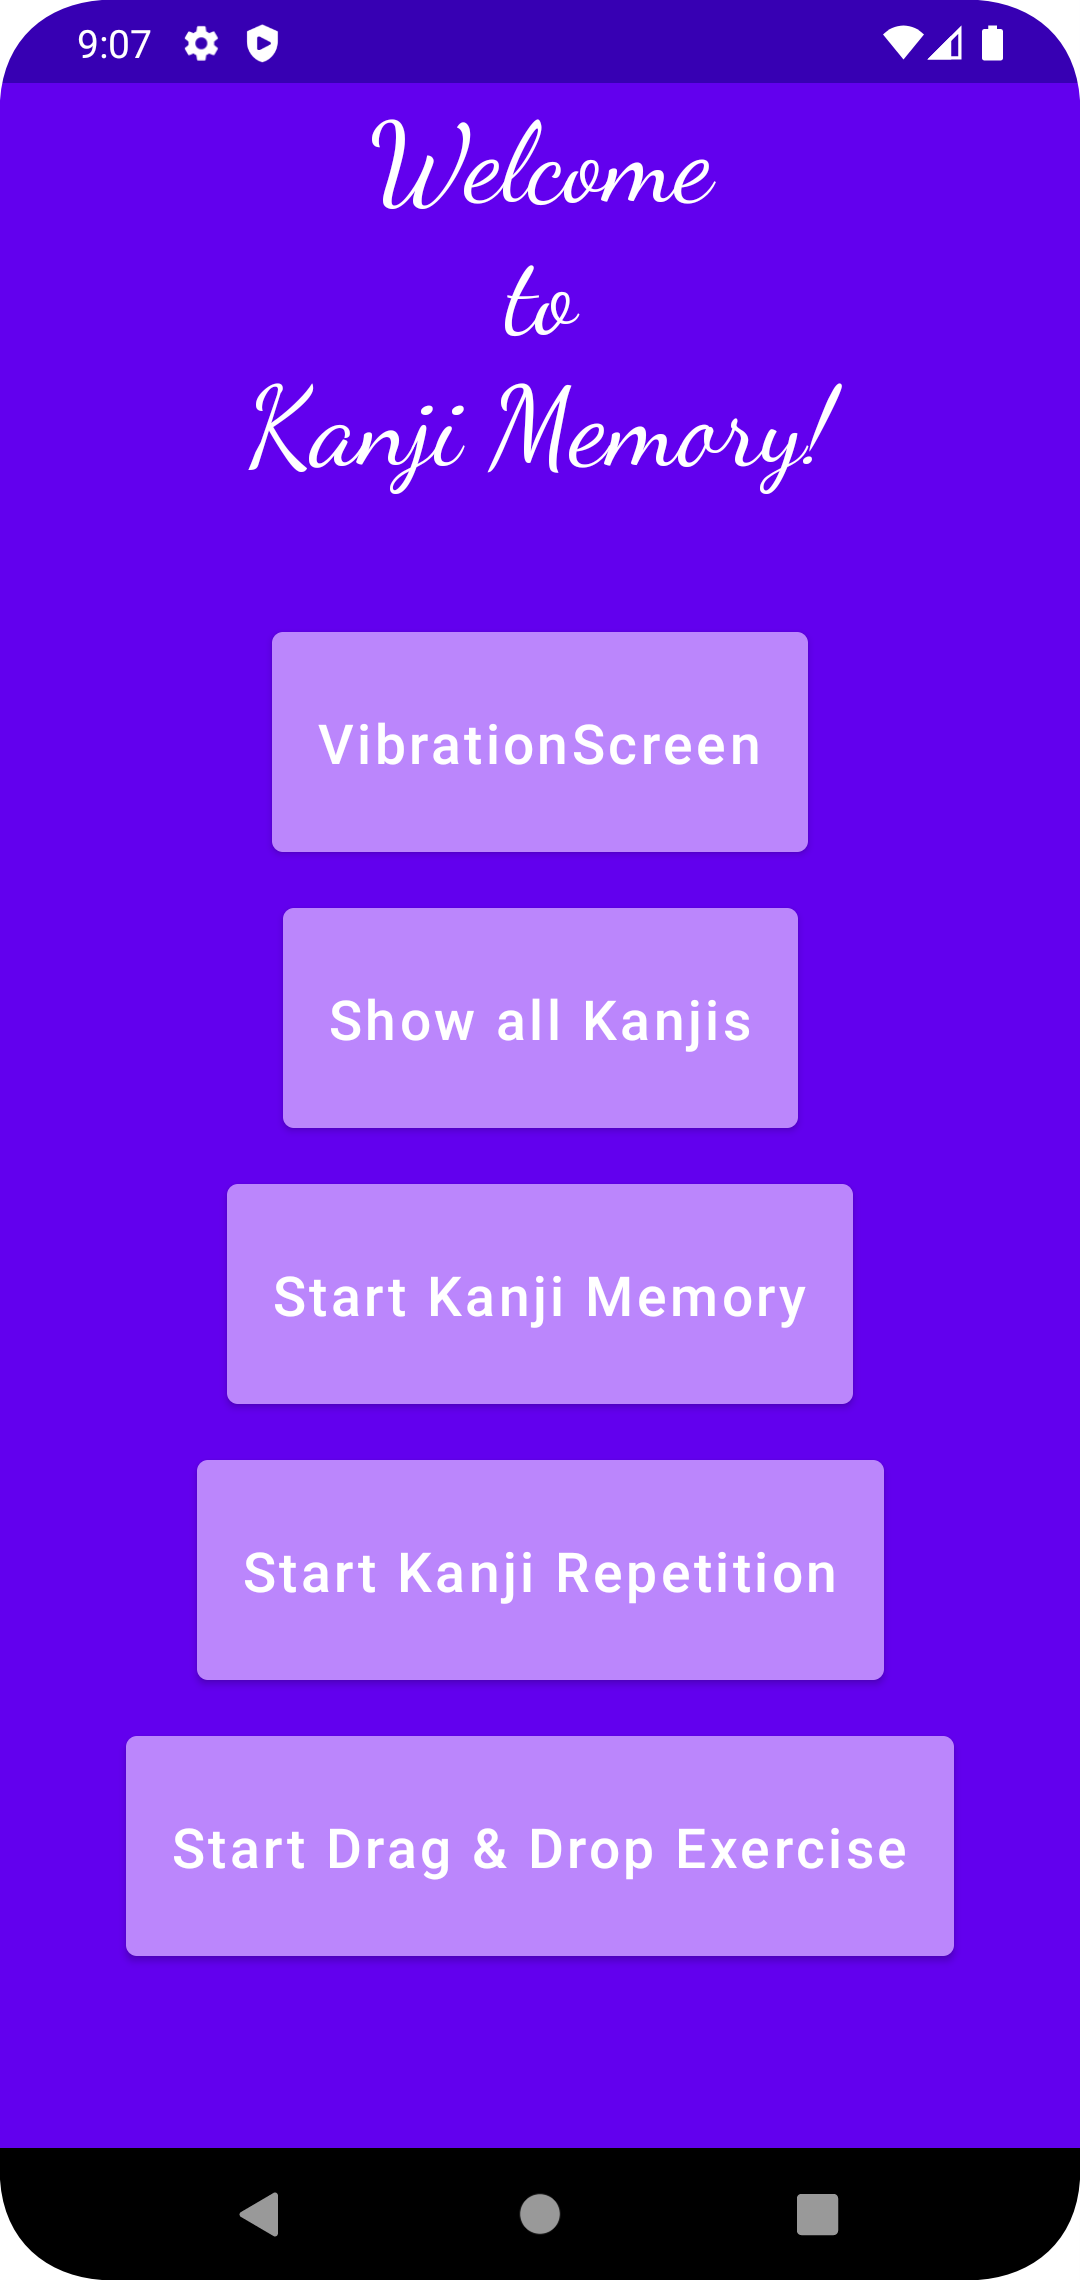 9:07
Welcome
to
Kanji Memory!
VibrationScreen
Show all Kanjis
Start Kanji Memory
Start Kanji Repetition
Start Drag & Drop Exercise